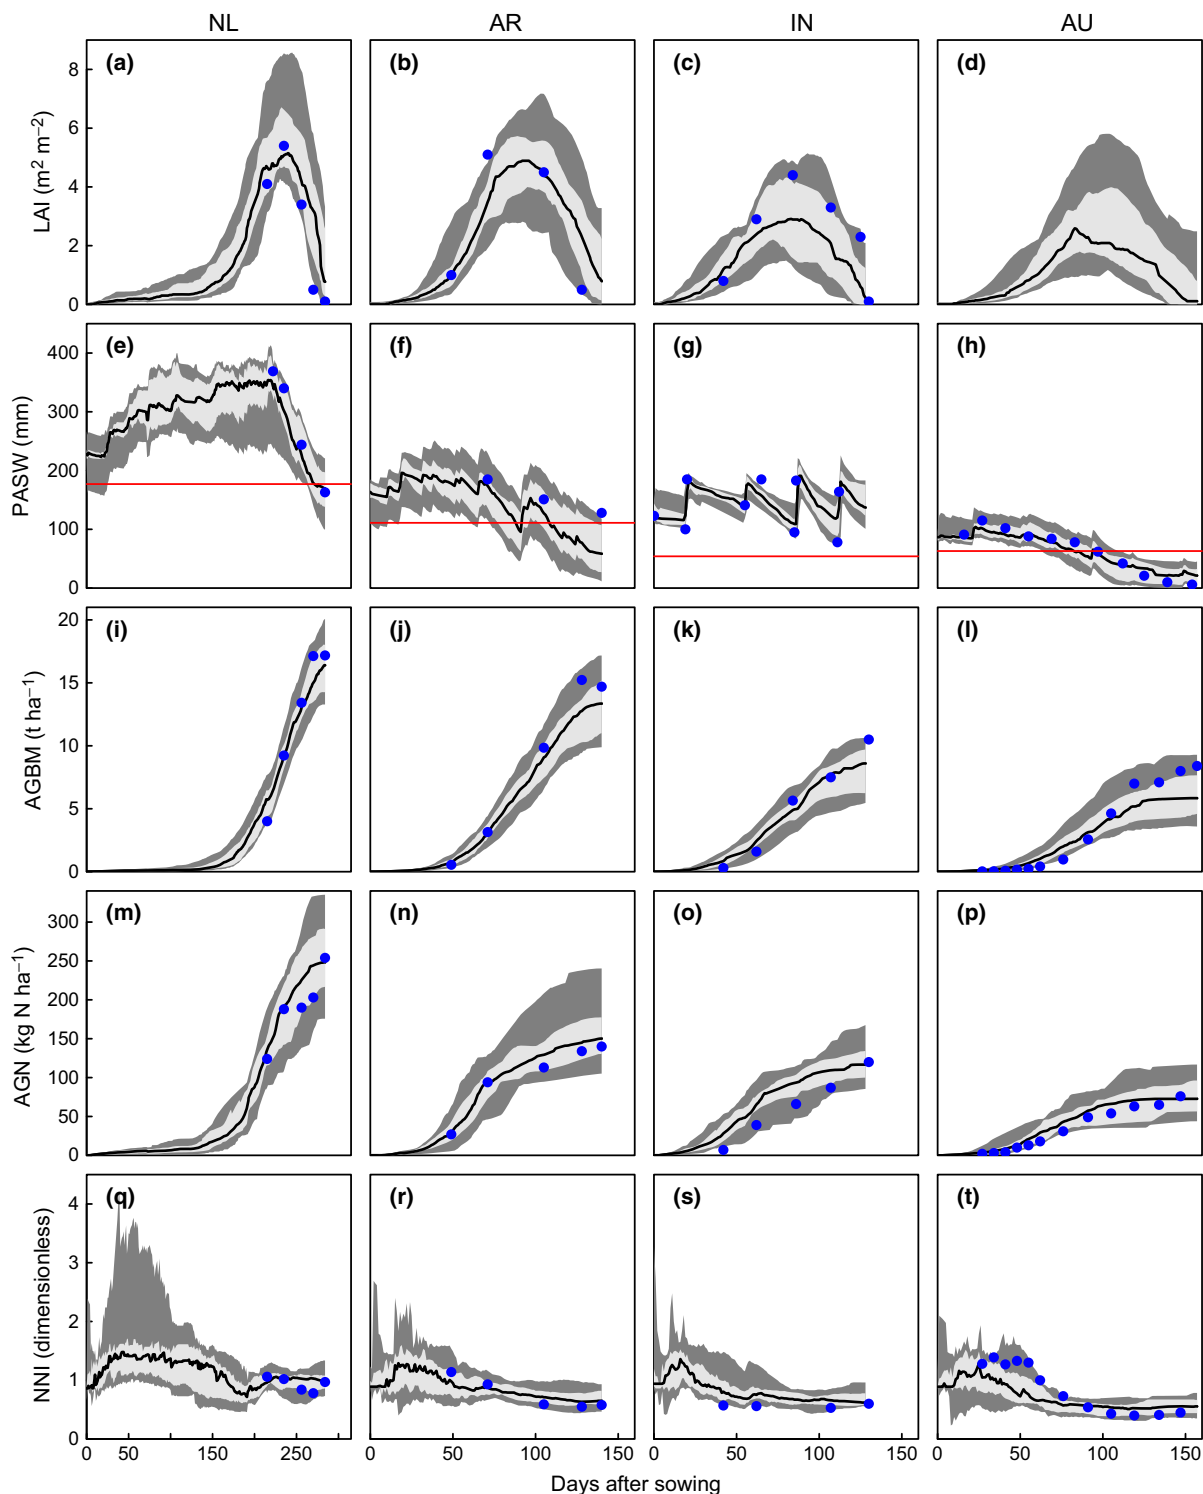 NL AR IN AU
(a) (b) (c) (d)
LAI (m² m⁻²)
8
6
4
2
0
(e) (f) (g) (h)
PASW (mm)
400
300
200
100
0
(i) (j) (k) (l)
AGBM (t ha⁻¹)
20
15
10
5
0
(m) (n) (o) (p)
AGN (kg N ha⁻¹)
300
250
200
150
100
50
0
(q) (r) (s) (t)
NNI (dimensionless)
4
3
2
1
0
0 50 150 250 0 50 100 150 0 50 100 150 0 50 100 150
Days after sowing